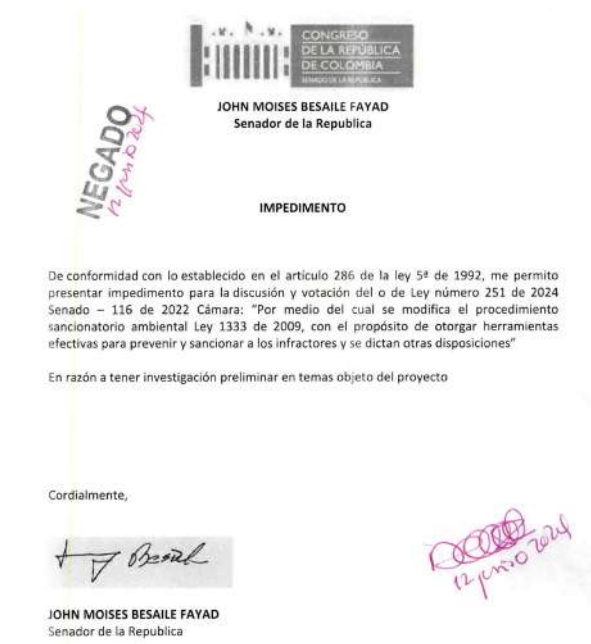 CONGRESO
DE LA REPÚBLICA
DE COLOMBIA
SENADO DE LA REPÚBLICA
JOHN MOISES BESAILE FAYAD
Senador de la Republica
NEGADO
12 junio 2024
IMPEDIMENTO
De conformidad con lo establecido en el artículo 286 de la ley 5ª de 1992, me permito
presentar impedimento para la discusión y votación del o de Ley número 251 de 2024
Senado – 116 de 2022 Cámara: "Por medio del cual se modifica el procedimiento
sancionatorio ambiental Ley 1333 de 2009, con el propósito de otorgar herramientas
efectivas para prevenir y sancionar a los infractores y se dictan otras disposiciones"
En razón a tener investigación preliminar en temas objeto del proyecto
Cordialmente,
Besaile
12 junio 2024
JOHN MOISES BESAILE FAYAD
Senador de la Republica